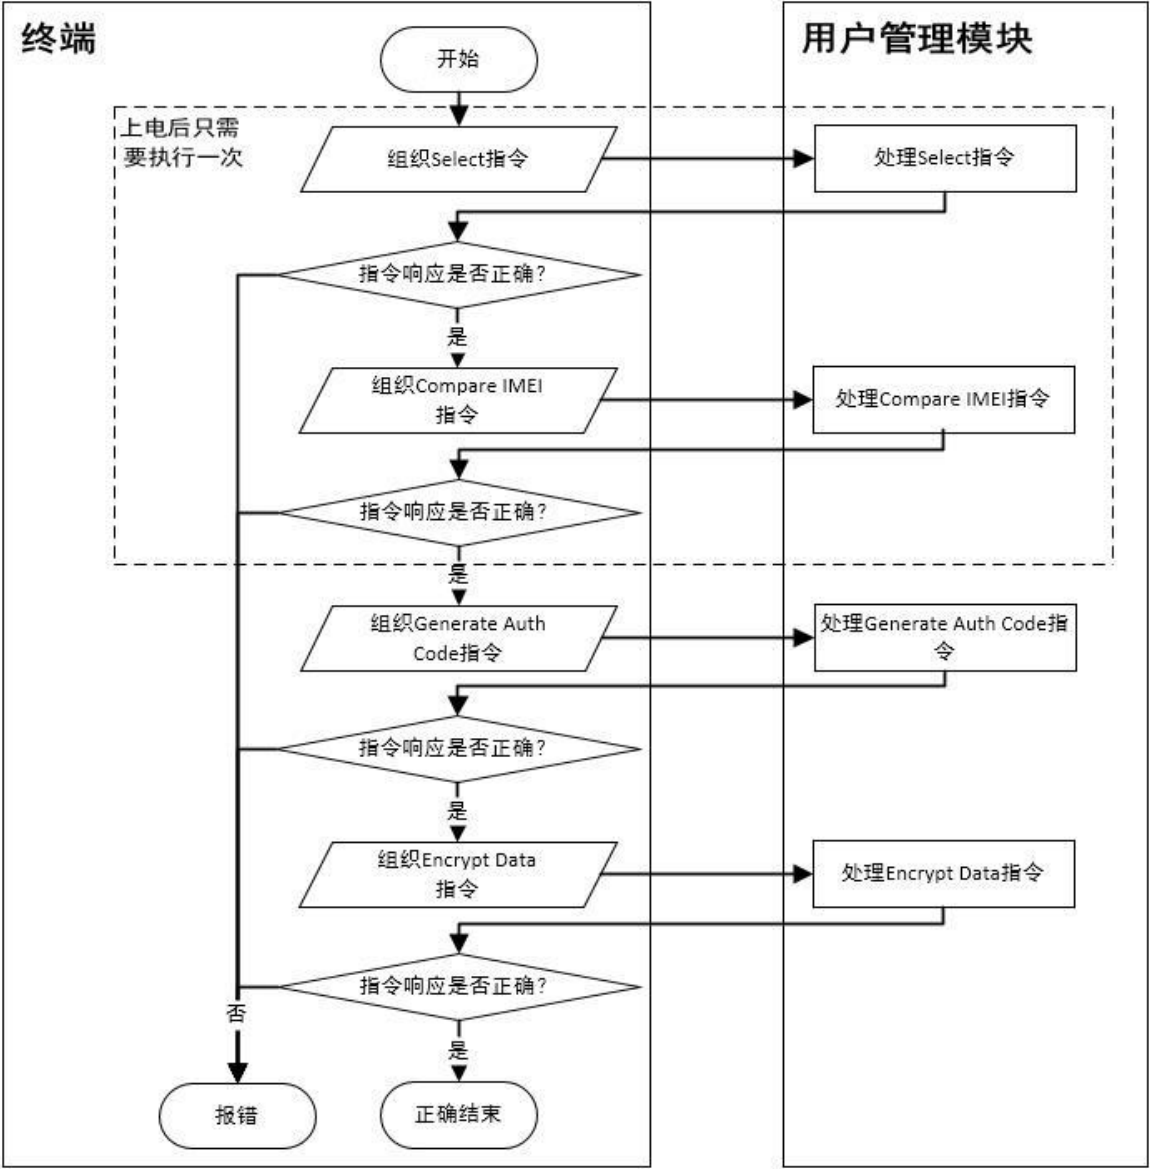 终端
用户管理模块
开始
上电后只需
要执行一次
组织Select指令
处理Select指令
指令响应是否正确?
是
组织Compare IMEI
指令
处理Compare IMEI指令
指令响应是否正确?
是
组织Generate Auth
Code指令
处理Generate Auth Code指
令
指令响应是否正确?
是
组织Encrypt Data
指令
处理Encrypt Data指令
指令响应是否正确?
否
是
报错
正确结束